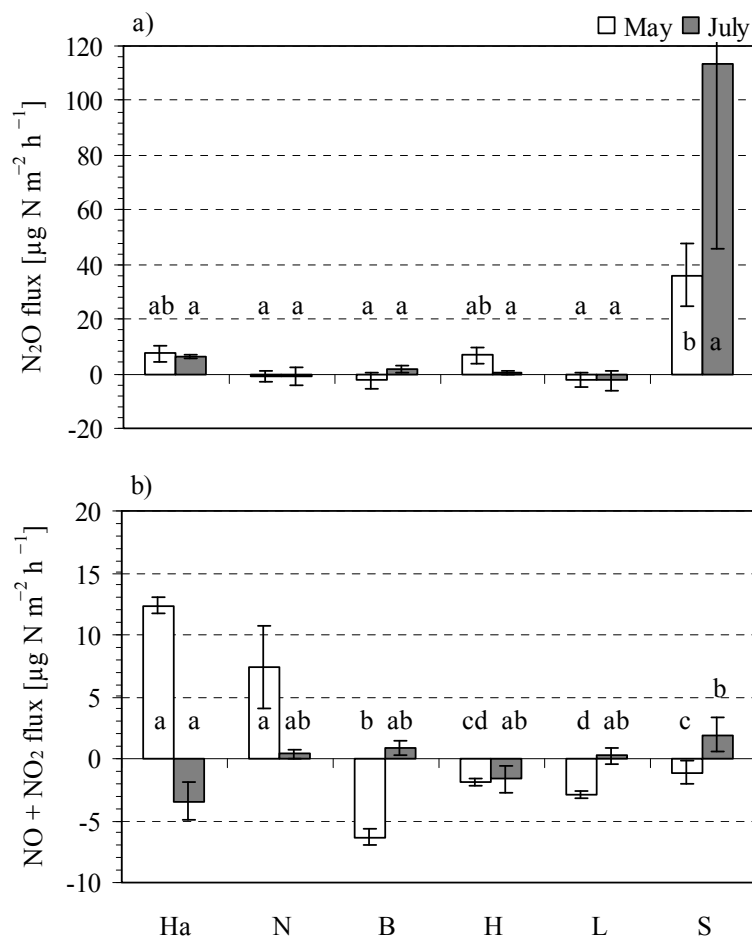 a)
May July
120
100
80
60
40
20
0
-20
N₂O flux [µg N m⁻² h⁻¹]
ab a a a a a ab a a a b a
b)
20
15
10
5
0
-5
-10
NO + NO₂ flux [µg N m⁻² h⁻¹]
a a a ab b ab cd ab d ab c b
Ha N B H L S